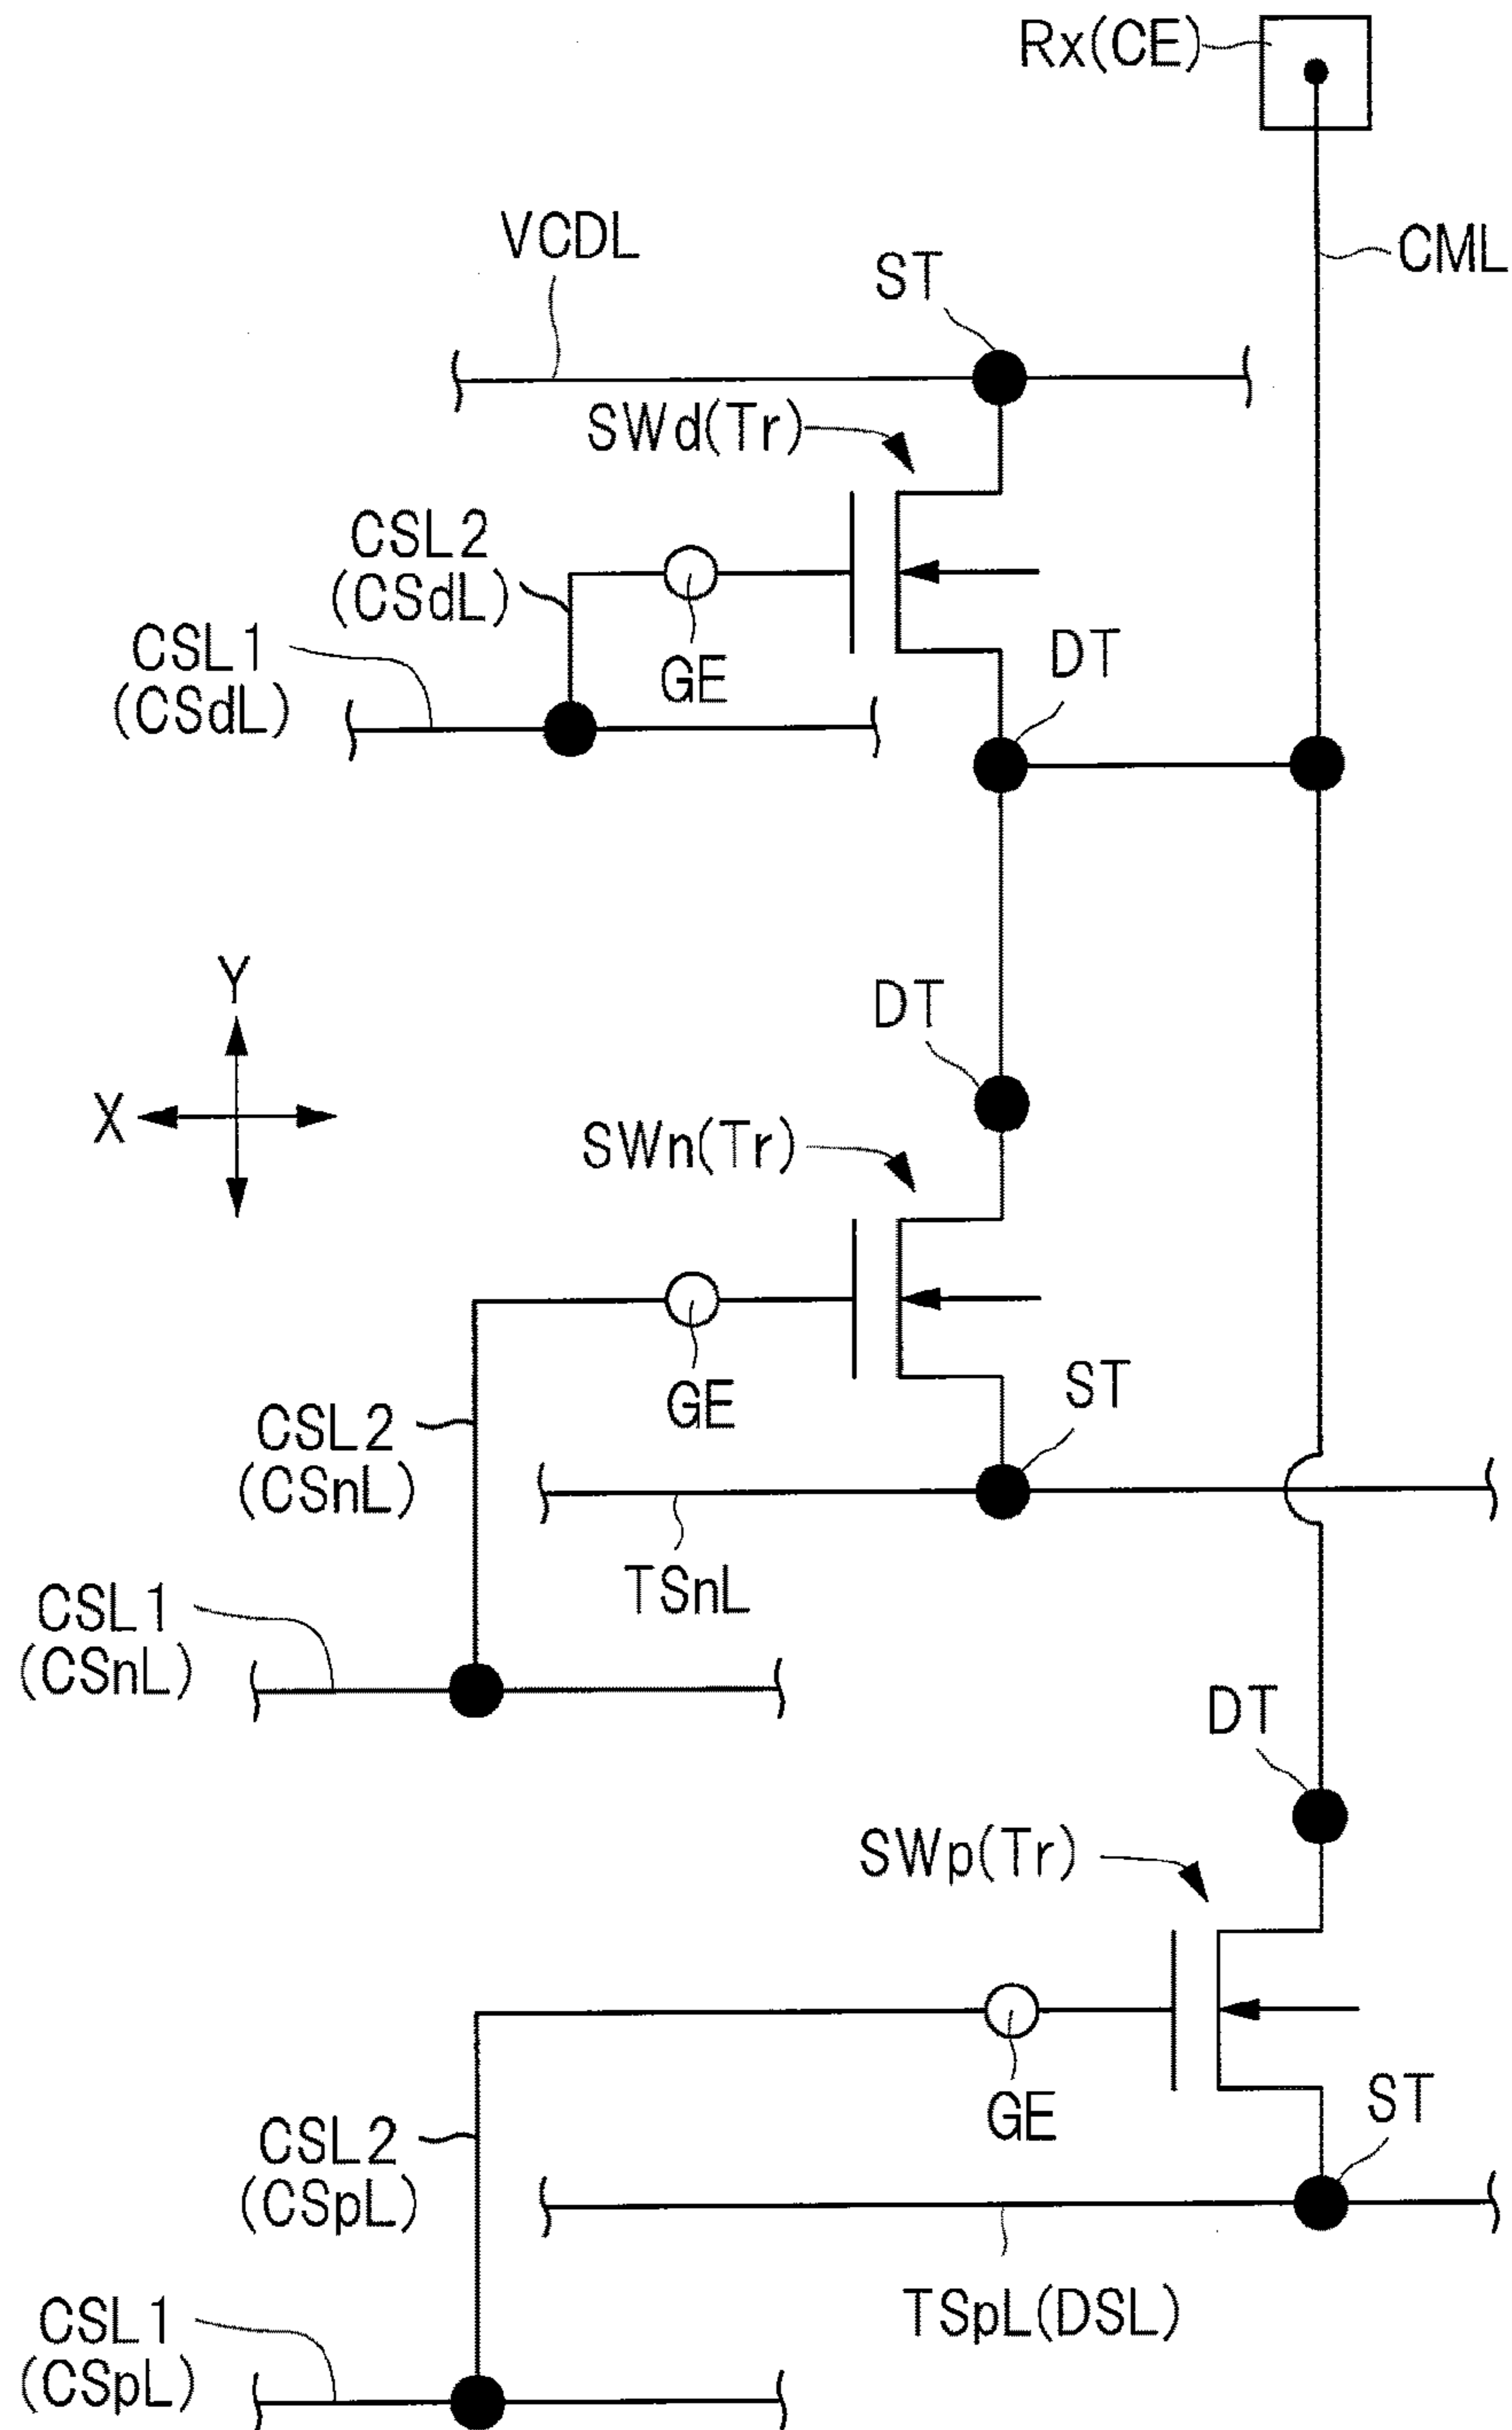 Rx(CE)
VCDL
ST
CML
SWd(Tr)
CSL2
(CSdL)
CSL1
(CSdL)
GE
DT
Y
X
DT
SWn(Tr)
GE
ST
CSL2
(CSnL)
TSnL
CSL1
(CSnL)
DT
SWp(Tr)
GE
ST
CSL2
(CSpL)
TSpL(DSL)
CSL1
(CSpL)